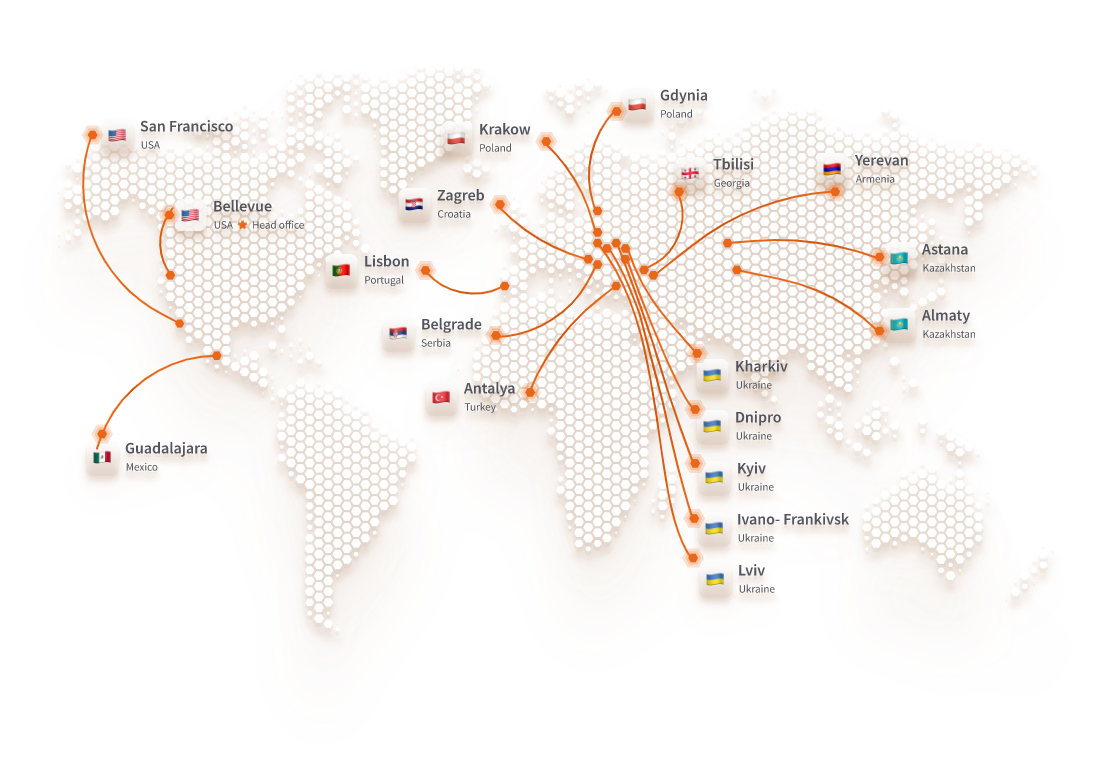 Gdynia
Poland
San Francisco
USA
Krakow
Poland
Tbilisi
Georgia
Yerevan
Armenia
Zagreb
Croatia
Bellevue
USA Head office
Astana
Kazakhstan
Lisbon
Portugal
Almaty
Kazakhstan
Belgrade
Serbia
Kharkiv
Ukraine
Antalya
Turkey
Dnipro
Ukraine
Guadalajara
Mexico
Kyiv
Ukraine
Ivano- Frankivsk
Ukraine
Lviv
Ukraine